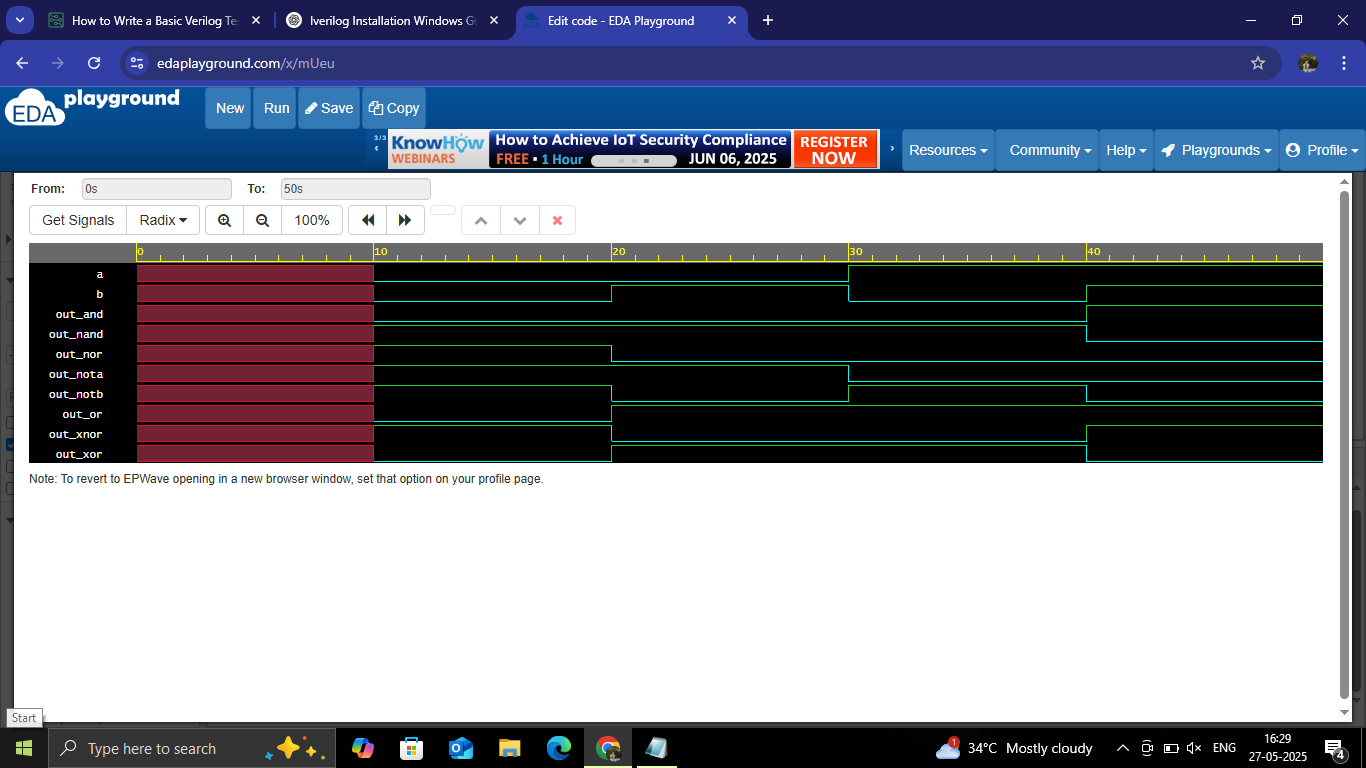 How to Write a Basic Verilog Te
Iverilog Installation Windows Gu
Edit code - EDA Playground
edaplayground.com/x/mUeu
EDA playground
New Run Save Copy
3/3
KnowHow WEBINARS
How to Achieve IoT Security Compliance
FREE • 1 Hour JUN 06, 2025
REGISTER NOW
Resources Community Help Playgrounds Profile
From: 0s To: 50s
Get Signals Radix 100%
0 10 20 30 40
a
b
out_and
out_nand
out_nor
out_nota
out_notb
out_or
out_xnor
out_xor
Note: To revert to EPWave opening in a new browser window, set that option on your profile page.
Start
Type here to search
1
34°C Mostly cloudy
ENG
16:29
27-05-2025
4